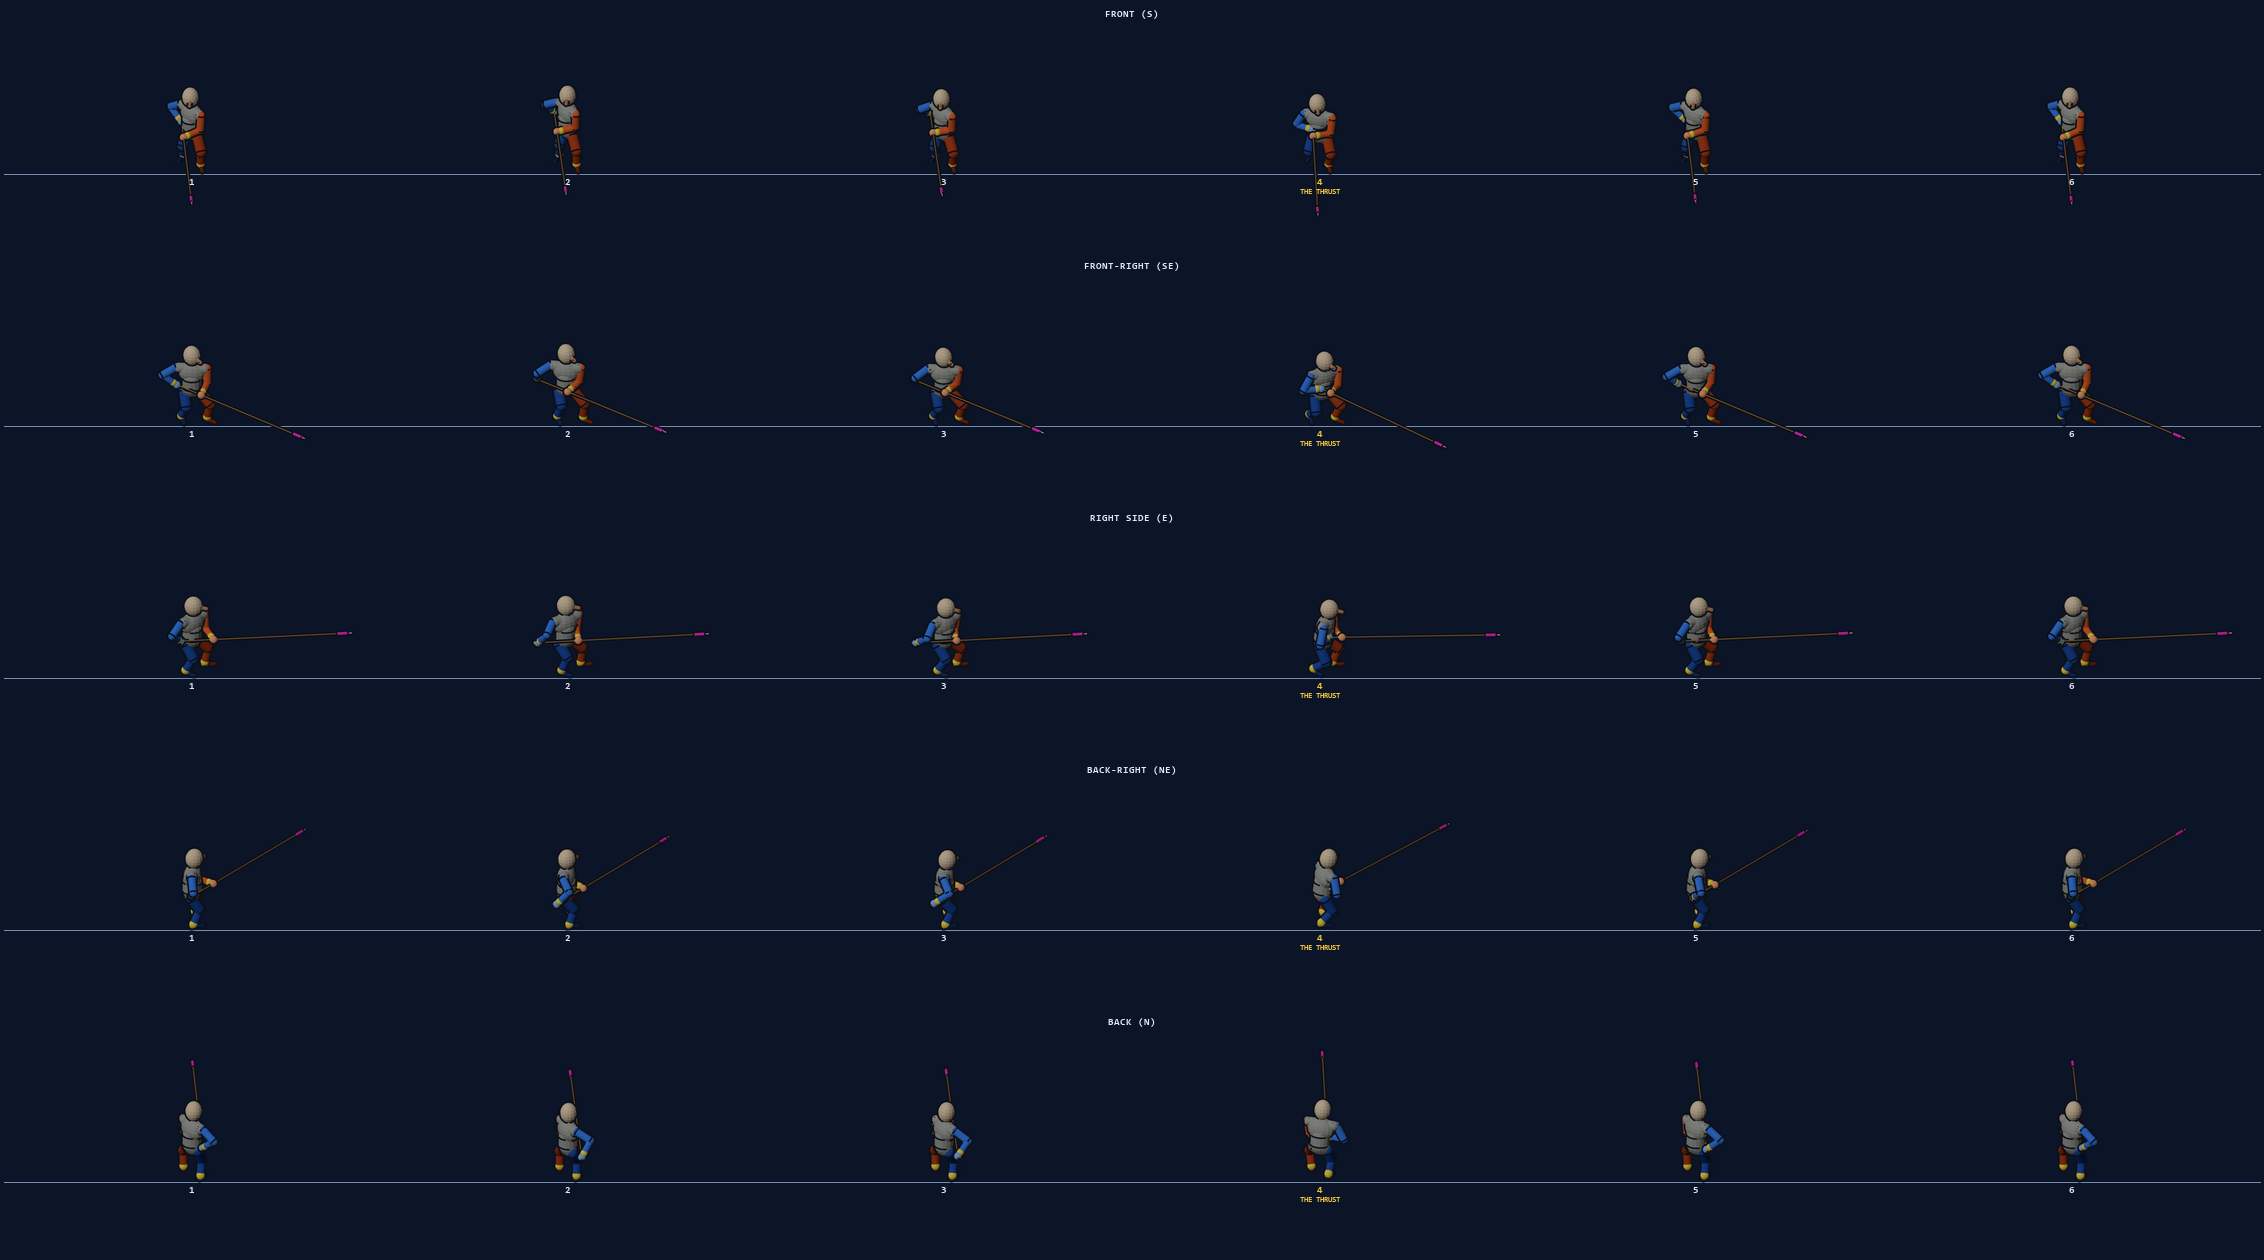 FRONT (S)
1 2 3 4 5 6
THE THRUST
FRONT-RIGHT (SE)
1 2 3 4 5 6
THE THRUST
RIGHT SIDE (E)
1 2 3 4 5 6
THE THRUST
BACK-RIGHT (NE)
1 2 3 4 5 6
THE THRUST
BACK (N)
1 2 3 4 5 6
THE THRUST